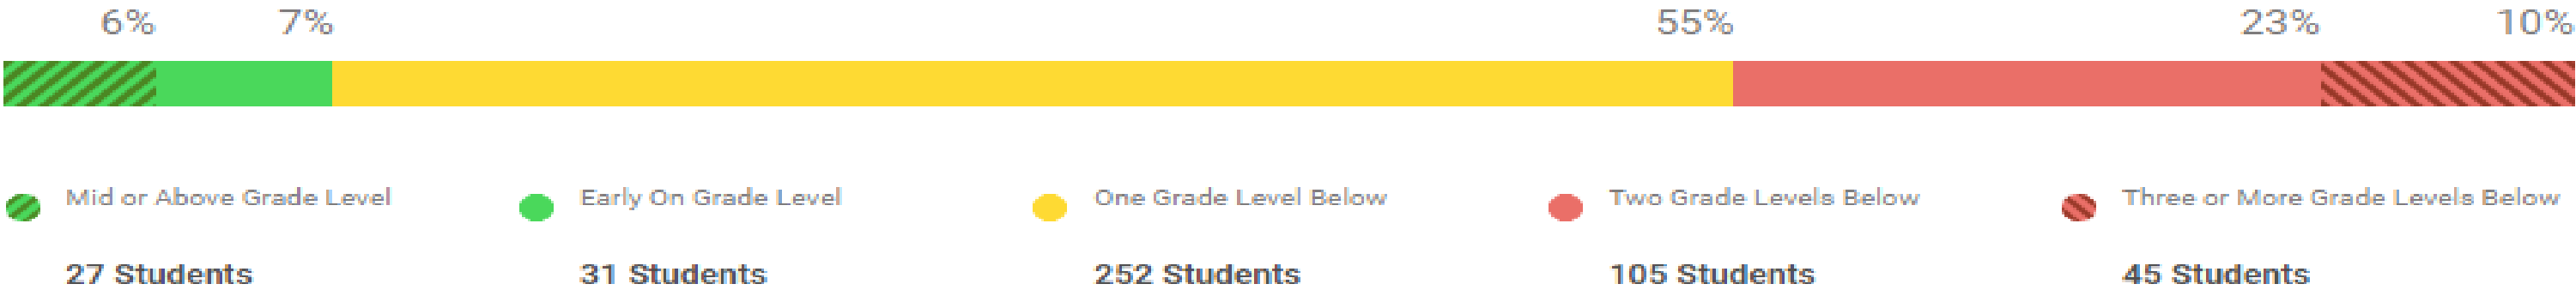 6% 7% 55% 23% 10%
Mid or Above Grade Level Early On Grade Level One Grade Level Below Two Grade Levels Below Three or More Grade Levels Below
27 Students 31 Students 252 Students 105 Students 45 Students